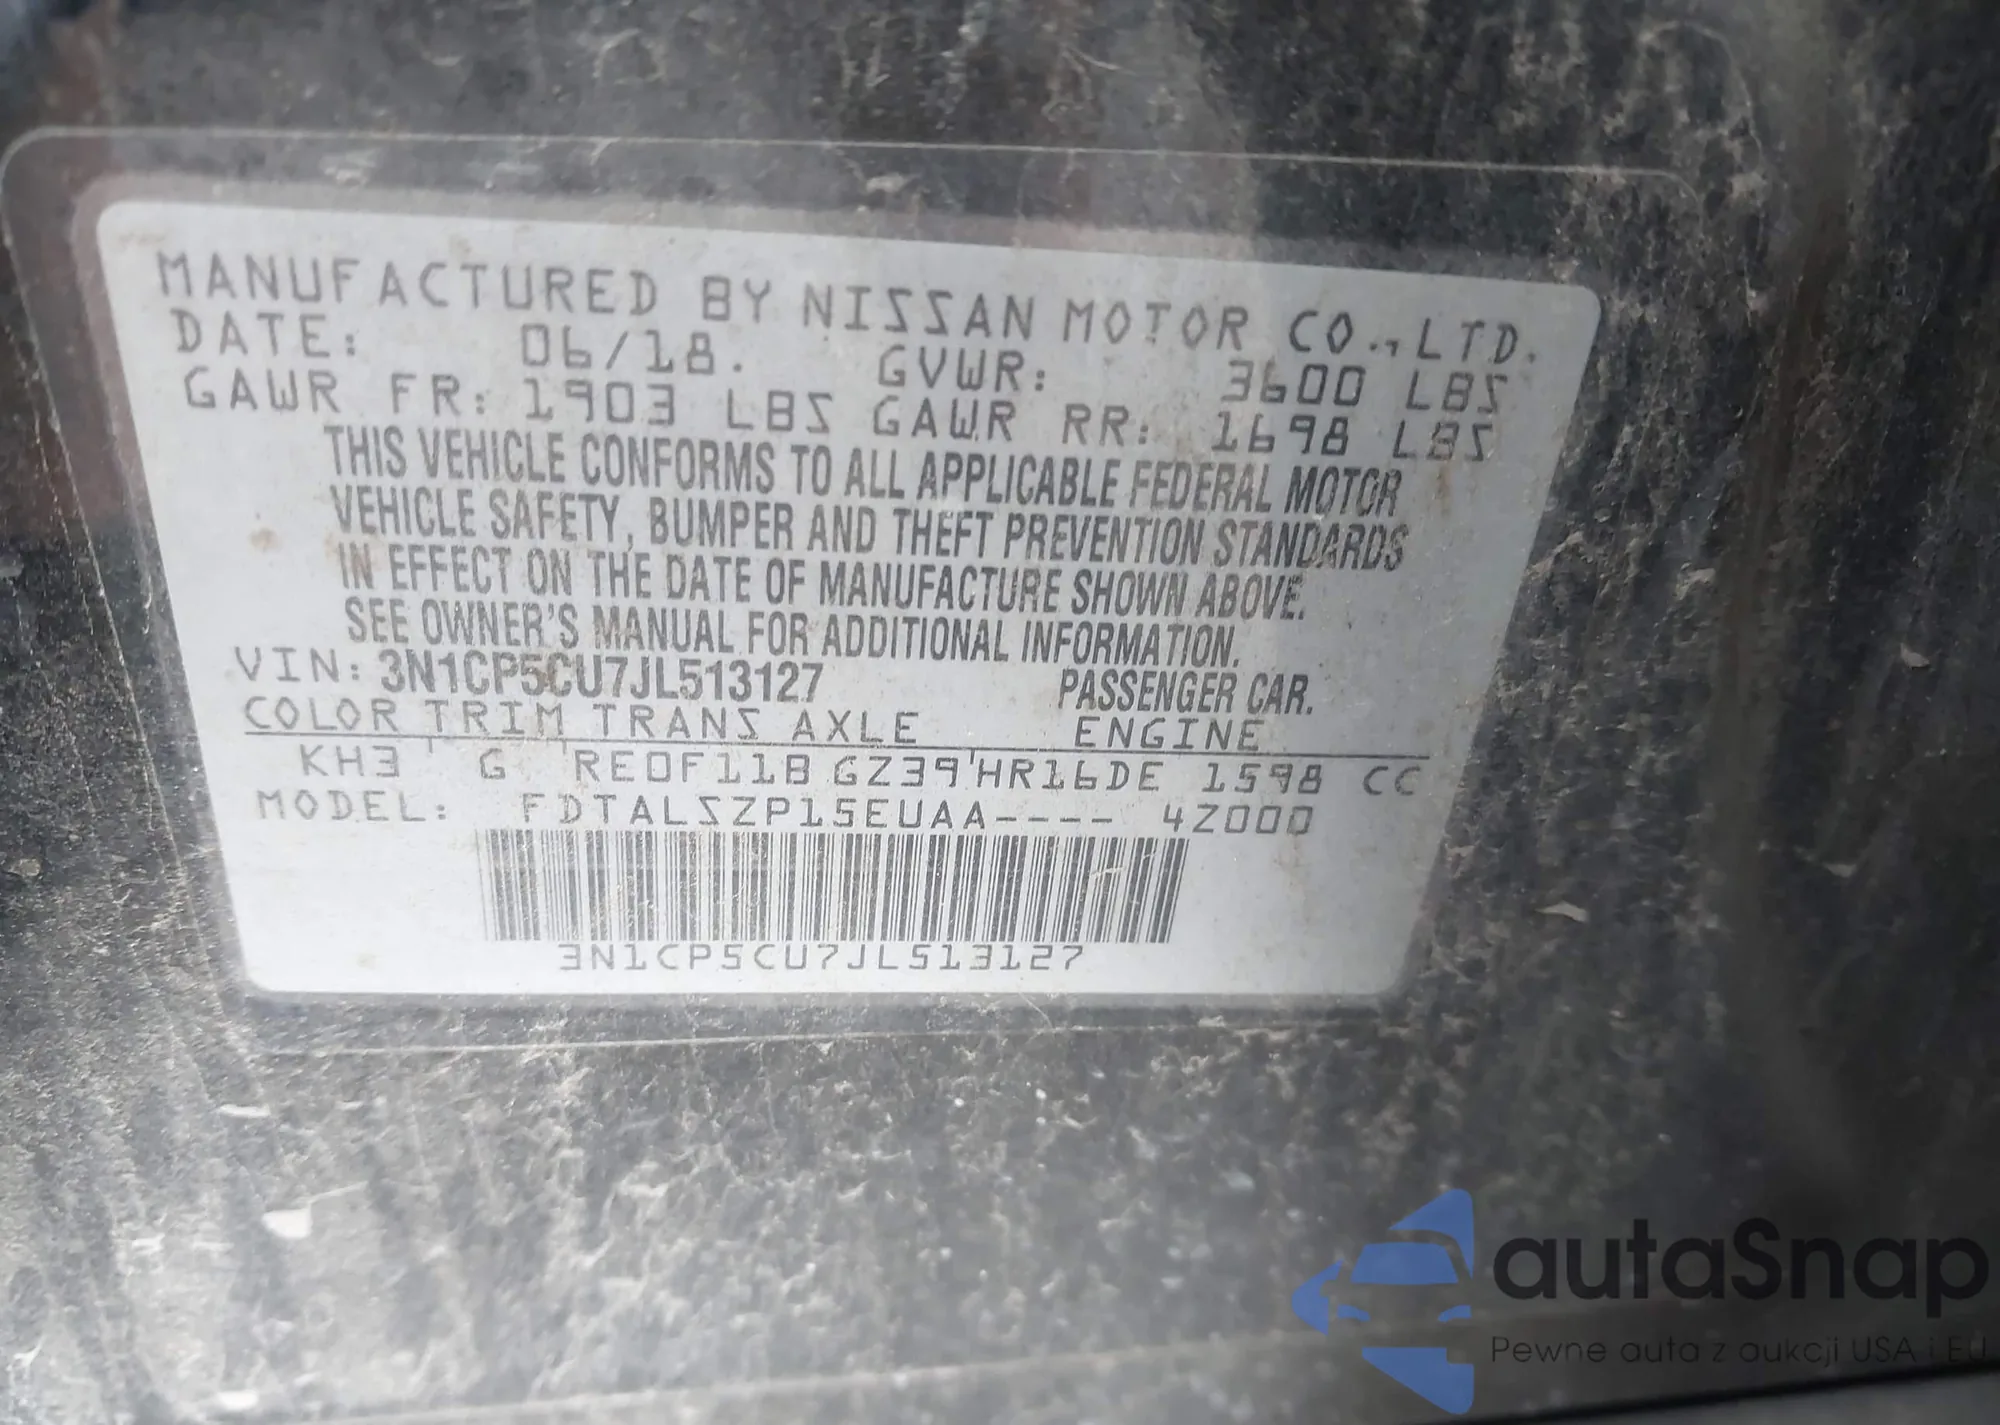 MANUFACTURED BY NISSAN MOTOR CO., LTD.
DATE: 06/18. GVWR: 3600 LBS
GAWR FR: 1903 LBS GAWR RR: 1698 LBS
THIS VEHICLE CONFORMS TO ALL APPLICABLE FEDERAL MOTOR
VEHICLE SAFETY, BUMPER AND THEFT PREVENTION STANDARDS
IN EFFECT ON THE DATE OF MANUFACTURE SHOWN ABOVE.
SEE OWNER'S MANUAL FOR ADDITIONAL INFORMATION.
VIN: 3N1CP5CU7JL513127 PASSENGER CAR.
COLOR TRIM TRANS AXLE ENGINE
KH3 ' G 'RE0F11B GZ39'HR16DE 1598 CC
MODEL: FDTALSZP15EUAA---- 4Z000
3N1CP5CU7JL513127
autaSnap
Pewne auta z aukcji USA i EU